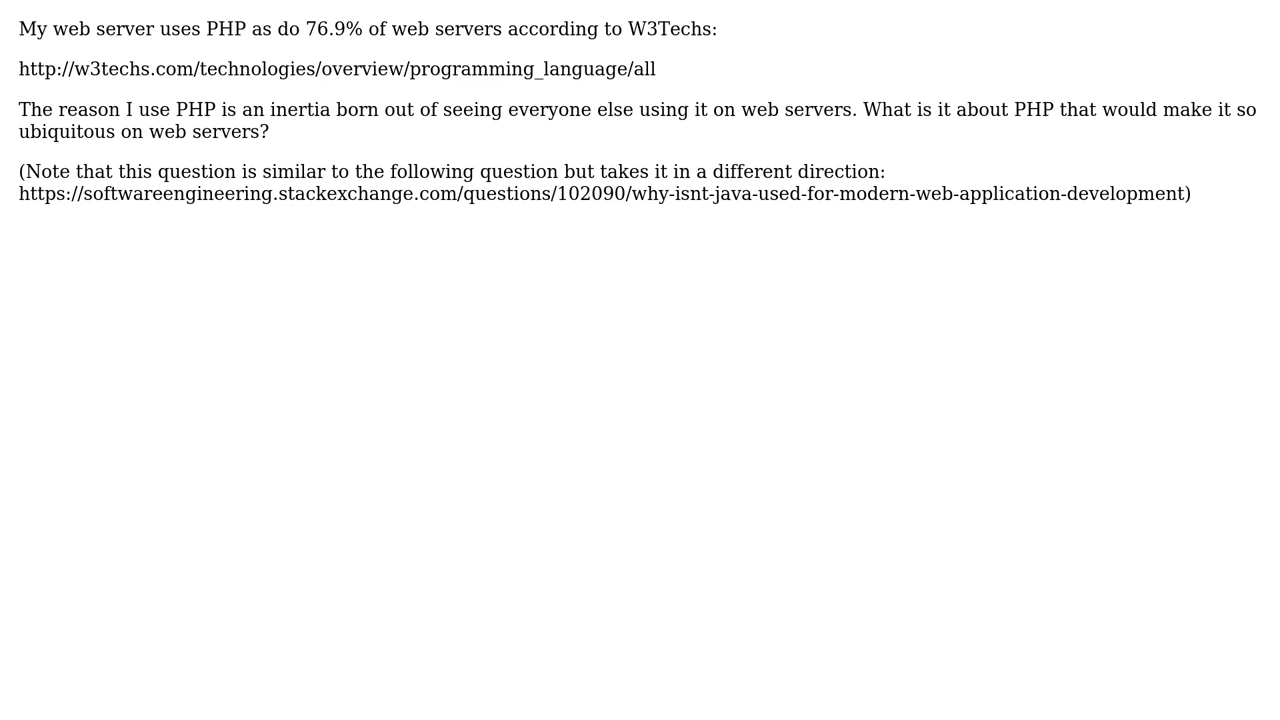 My web server uses PHP as do 76.9% of web servers according to W3Techs:
http://w3techs.com/technologies/overview/programming_language/all
The reason I use PHP is an inertia born out of seeing everyone else using it on web servers. What is it about PHP that would make it so
ubiquitous on web servers?
(Note that this question is similar to the following question but takes it in a different direction:
https://softwareengineering.stackexchange.com/questions/102090/why-isnt-java-used-for-modern-web-application-development)